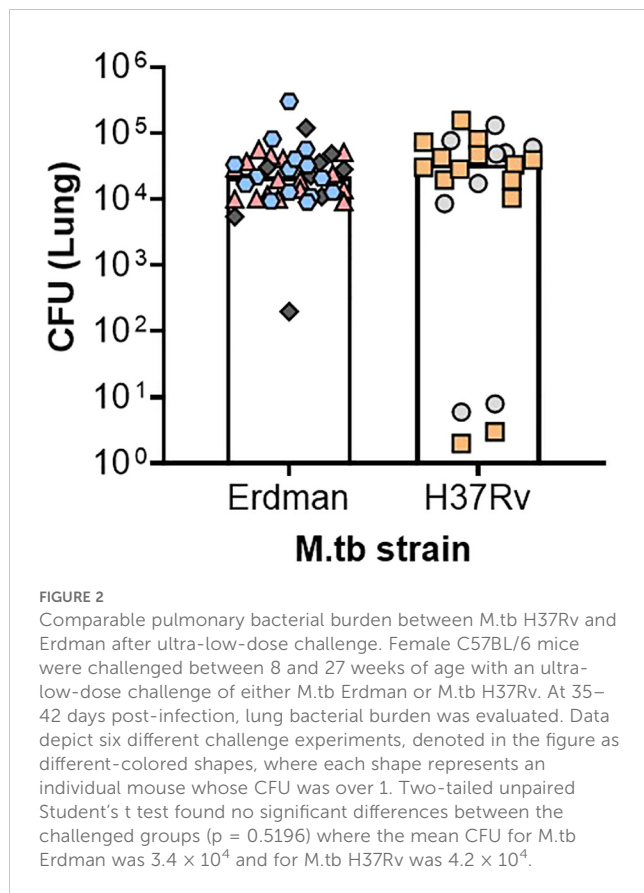 10⁶
10⁵
10⁴
10³
10²
10¹
10⁰
CFU (Lung)
Erdman H37Rv
M.tb strain
FIGURE 2
Comparable pulmonary bacterial burden between M.tb H37Rv and
Erdman after ultra-low-dose challenge. Female C57BL/6 mice
were challenged between 8 and 27 weeks of age with an ultra-
low-dose challenge of either M.tb Erdman or M.tb H37Rv. At 35–
42 days post-infection, lung bacterial burden was evaluated. Data
depict six different challenge experiments, denoted in the figure as
different-colored shapes, where each shape represents an
individual mouse whose CFU was over 1. Two-tailed unpaired
Student's t test found no significant differences between the
challenged groups (p = 0.5196) where the mean CFU for M.tb
Erdman was 3.4 × 10⁴ and for M.tb H37Rv was 4.2 × 10⁴.